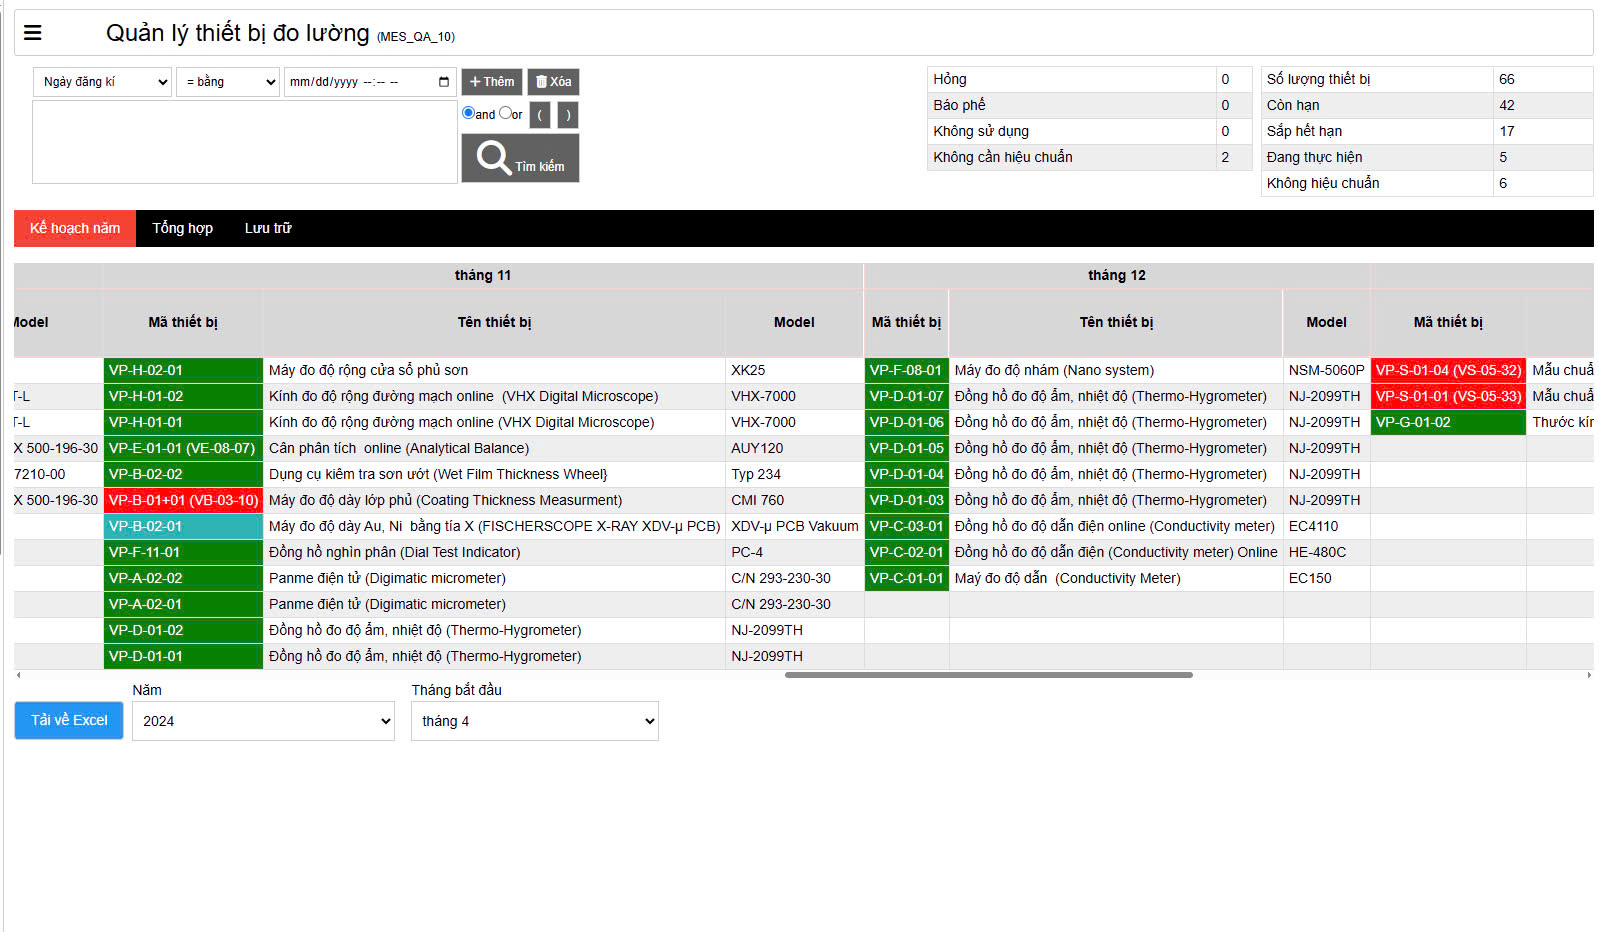 Quản lý thiết bị đo lường (MES_QA_10)
Ngày đăng kí = bằng mm/dd/yyyy --:-- -- Thêm Xóa
and or ( )
Tìm kiếm
Hỏng 0
Báo phế 0
Không sử dụng 0
Không cần hiệu chuẩn 2
Số lượng thiết bị 66
Còn hạn 42
Sắp hết hạn 17
Đang thực hiện 5
Không hiệu chuẩn 6
Kế hoạch năm Tổng hợp Lưu trữ
tháng 11 tháng 12
Model Mã thiết bị Tên thiết bị Model Mã thiết bị Tên thiết bị Model Mã thiết bị
VP-H-02-01 Máy đo độ rộng cửa sổ phủ sơn XK25 VP-F-08-01 Máy đo độ nhám (Nano system) NSM-5060P VP-S-01-04 (VS-05-32) Mẫu chuẩ
T-L VP-H-01-02 Kính đo độ rộng đường mạch online (VHX Digital Microscope) VHX-7000 VP-D-01-07 Đồng hồ đo độ ẩm, nhiệt độ (Thermo-Hygrometer) NJ-2099TH VP-S-01-01 (VS-05-33) Mẫu chuẩ
T-L VP-H-01-01 Kính đo độ rộng đường mạch online (VHX Digital Microscope) VHX-7000 VP-D-01-06 Đồng hồ đo độ ẩm, nhiệt độ (Thermo-Hygrometer) NJ-2099TH VP-G-01-02 Thước kín
X 500-196-30 VP-E-01-01 (VE-08-07) Cân phân tích online (Analytical Balance) AUY120 VP-D-01-05 Đồng hồ đo độ ẩm, nhiệt độ (Thermo-Hygrometer) NJ-2099TH
7210-00 VP-B-02-02 Dụng cụ kiểm tra sơn ướt (Wet Film Thickness Wheel} Typ 234 VP-D-01-04 Đồng hồ đo độ ẩm, nhiệt độ (Thermo-Hygrometer) NJ-2099TH
X 500-196-30 VP-B-01+01 (VB-03-10) Máy đo độ dày lớp phủ (Coating Thickness Measurment) CMI 760 VP-D-01-03 Đồng hồ đo độ ẩm, nhiệt độ (Thermo-Hygrometer) NJ-2099TH
VP-B-02-01 Máy đo độ dày Au, Ni bằng tía X (FISCHERSCOPE X-RAY XDV-μ PCB) XDV-μ PCB Vakuum VP-C-03-01 Đồng hồ đo độ dẫn điện online (Conductivity meter) EC4110
VP-F-11-01 Đồng hồ nghìn phân (Dial Test Indicator) PC-4 VP-C-02-01 Đồng hồ đo độ dẫn điện (Conductivity meter) Online HE-480C
VP-A-02-02 Panme điện tử (Digimatic micrometer) C/N 293-230-30 VP-C-01-01 Maý đo độ dẫn (Conductivity Meter) EC150
VP-A-02-01 Panme điện tử (Digimatic micrometer) C/N 293-230-30
VP-D-01-02 Đồng hồ đo độ ẩm, nhiệt độ (Thermo-Hygrometer) NJ-2099TH
VP-D-01-01 Đồng hồ đo độ ẩm, nhiệt độ (Thermo-Hygrometer) NJ-2099TH
Năm Tháng bắt đầu
Tải về Excel 2024 tháng 4